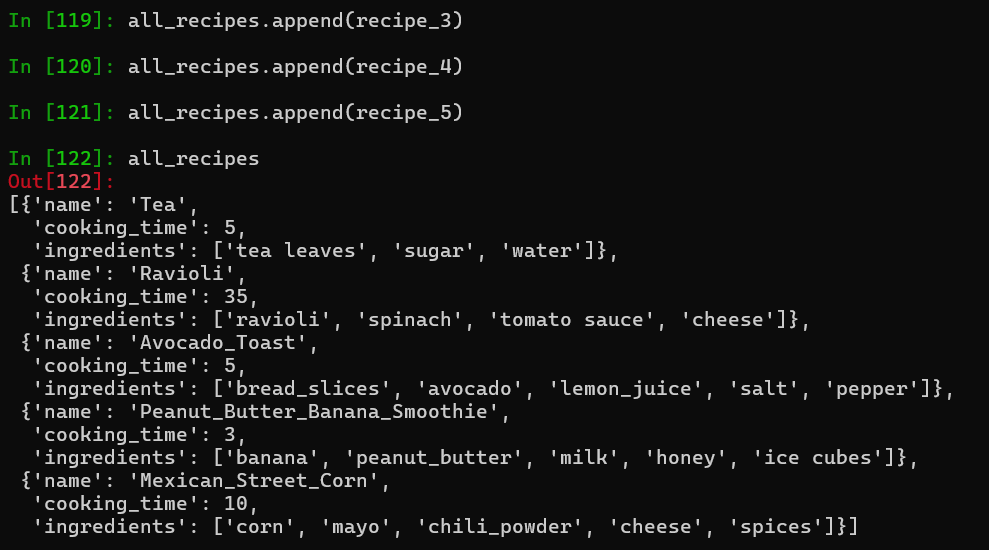 In [119]: all_recipes.append(recipe_3)
In [120]: all_recipes.append(recipe_4)
In [121]: all_recipes.append(recipe_5)
In [122]: all_recipes
Out[122]:
[{'name': 'Tea',
  'cooking_time': 5,
  'ingredients': ['tea leaves', 'sugar', 'water']},
 {'name': 'Ravioli',
  'cooking_time': 35,
  'ingredients': ['ravioli', 'spinach', 'tomato sauce', 'cheese']},
 {'name': 'Avocado_Toast',
  'cooking_time': 5,
  'ingredients': ['bread_slices', 'avocado', 'lemon_juice', 'salt', 'pepper']},
 {'name': 'Peanut_Butter_Banana_Smoothie',
  'cooking_time': 3,
  'ingredients': ['banana', 'peanut_butter', 'milk', 'honey', 'ice cubes']},
 {'name': 'Mexican_Street_Corn',
  'cooking_time': 10,
  'ingredients': ['corn', 'mayo', 'chili_powder', 'cheese', 'spices']}]